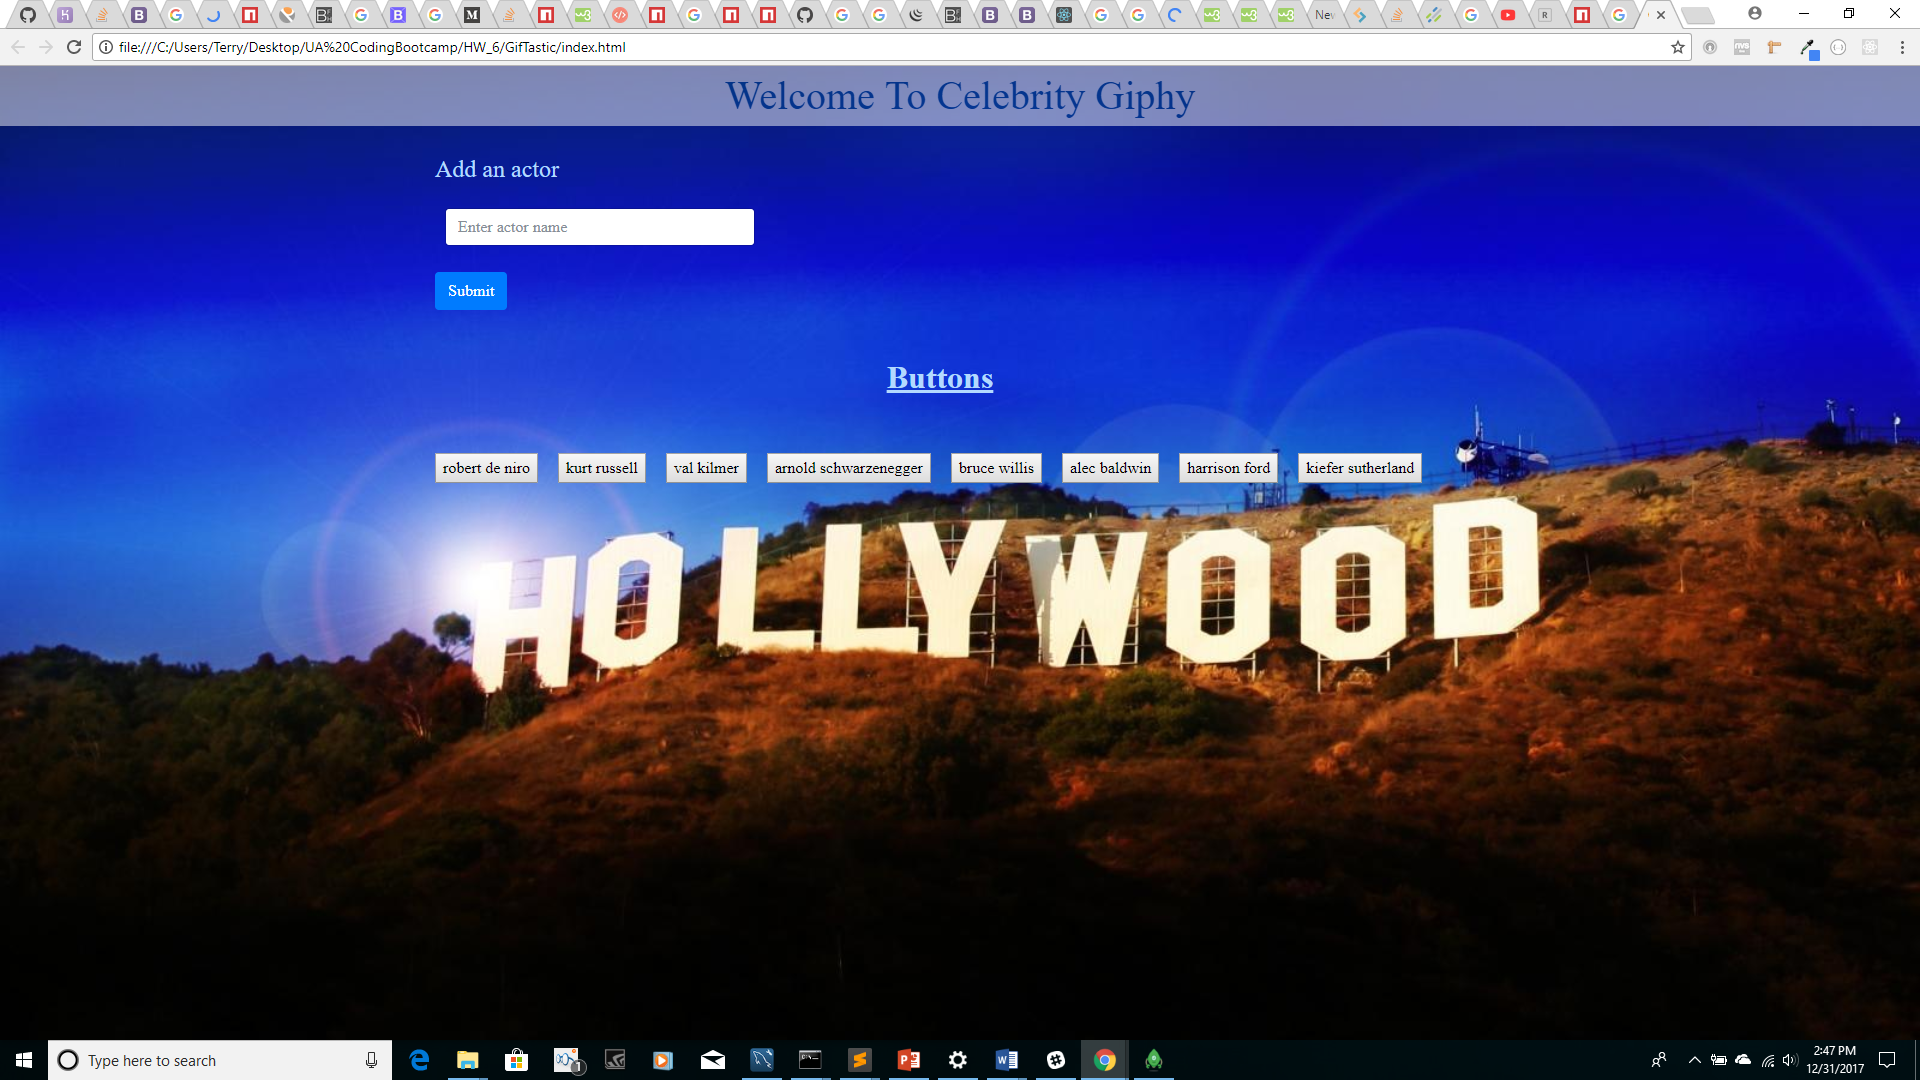 New
file:///C:/Users/Terry/Desktop/UA%20CodingBootcamp/HW_6/GifTastic/index.html
Welcome To Celebrity Giphy
Add an actor
Enter actor name
Submit
Buttons
robert de niro kurt russell val kilmer arnold schwarzenegger bruce willis alec baldwin harrison ford kiefer sutherland
HOLLYWOOD
Type here to search
1
2:47 PM
12/31/2017